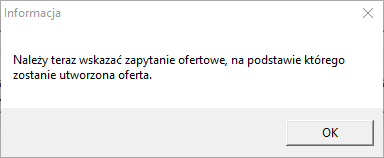 Informacja
Należy teraz wskazać zapytanie ofertowe, na podstawie którego
zostanie utworzona oferta.
OK